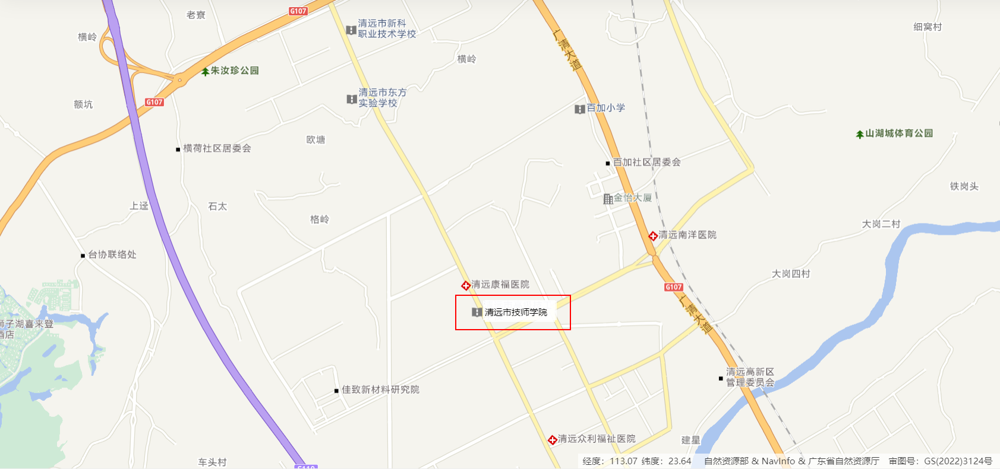 老寮
G107
清远市新科
职业技术学校
细窝村
横岭
广清大道
横岭
朱汝珍公园
清远市东方
实验学校
G107
额坑
百加小学
山湖城体育公园
欧塘
横荷社区居委会
百加社区居委会
铁岗头
金怡大厦
上迳
石太
格岭
大岗二村
清远南洋医院
台协联络处
大岗四村
清远康福医院
G107
清远市技师学院
广清大道
狮子湖喜来登
酒店
清远高新区
管理委员会
佳致新材料研究院
清远众利福祉医院
建星
车头村
经度：113.07 纬度：23.64 自然资源部 & NavInfo & 广东省自然资源厅 审图号：GS(2022)3124号